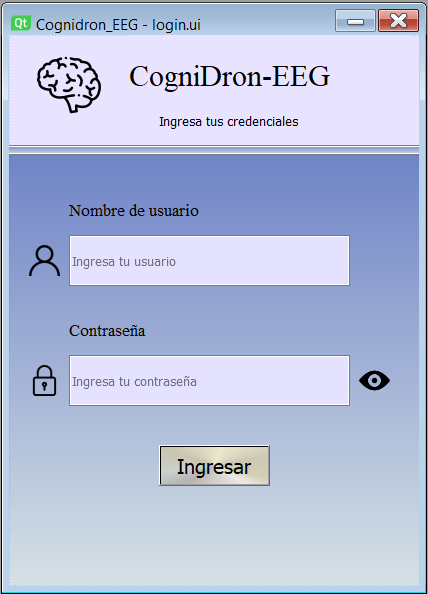 Qt Cognidron_EEG - login.ui
CogniDron-EEG
Ingresa tus credenciales
Nombre de usuario
Ingresa tu usuario
Contraseña
Ingresa tu contraseña
Ingresar